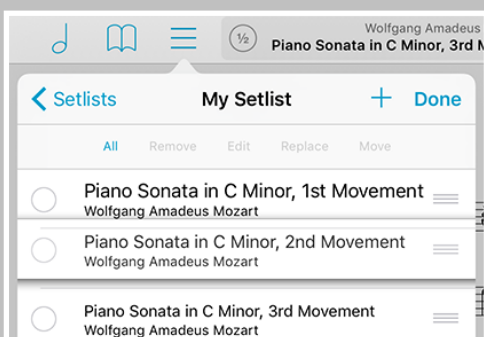 ½
Wolfgang Amadeus
Piano Sonata in C Minor, 3rd
Setlists
My Setlist
+
Done
All
Remove
Edit
Replace
Move
Piano Sonata in C Minor, 1st Movement
Wolfgang Amadeus Mozart
Piano Sonata in C Minor, 2nd Movement
Wolfgang Amadeus Mozart
Piano Sonata in C Minor, 3rd Movement
Wolfgang Amadeus Mozart